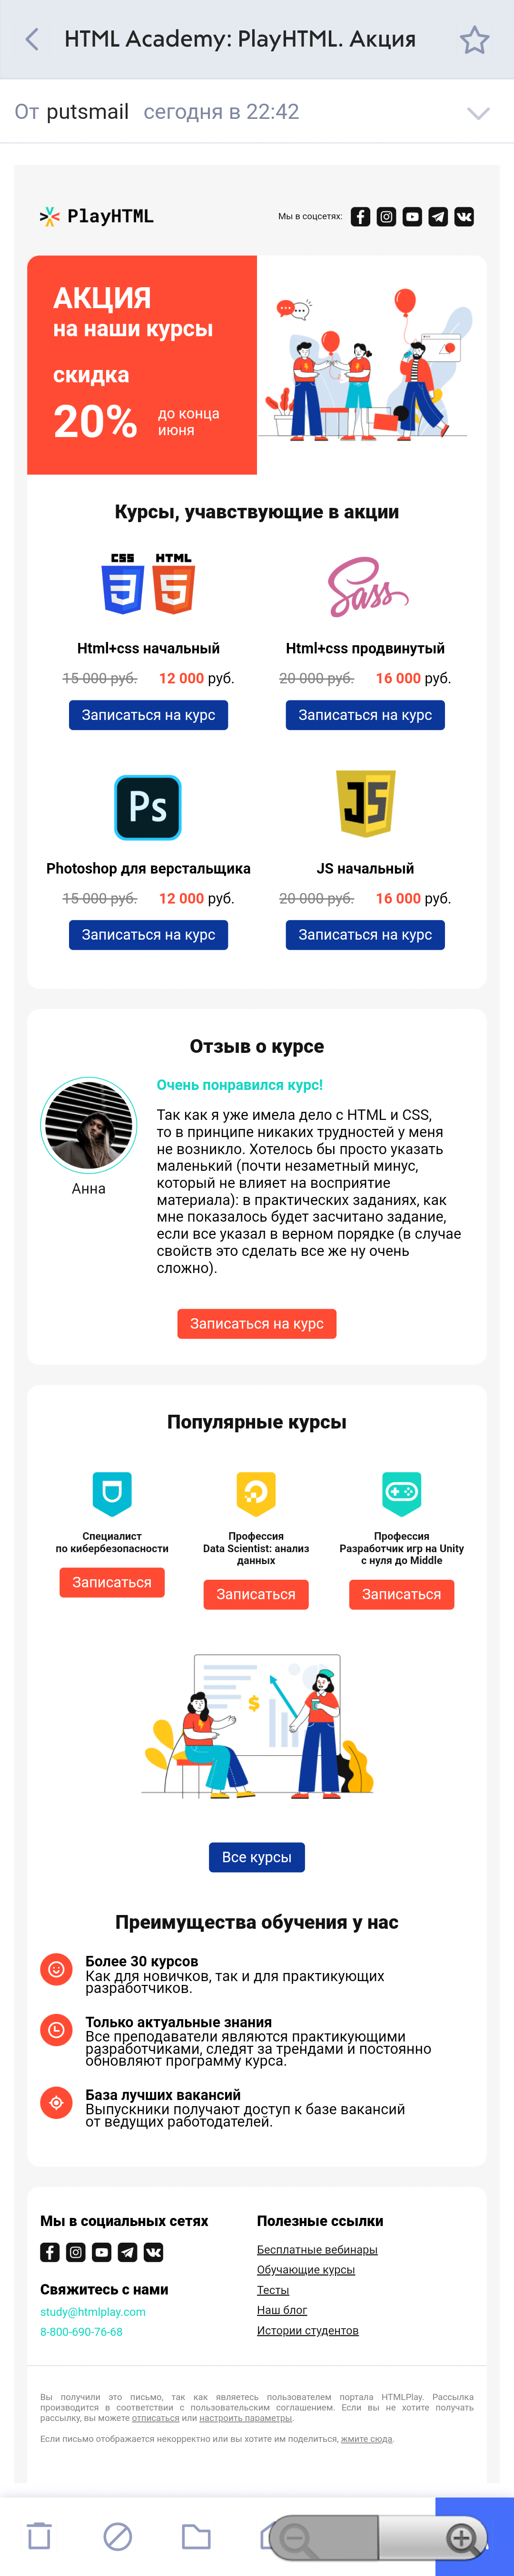 HTML Academy: PlayHTML. Акция
От putsmail сегодня в 22:42
PlayHTML
Мы в соцсетях:
АКЦИЯ
на наши курсы
скидка
20%
до конца
июня
Курсы, учавствующие в акции
CSS HTML
Html+css начальный
15 000 руб. 12 000 руб.
Записаться на курс
Sass
Html+css продвинутый
20 000 руб. 16 000 руб.
Записаться на курс
Ps
Photoshop для верстальщика
15 000 руб. 12 000 руб.
Записаться на курс
JS
JS начальный
20 000 руб. 16 000 руб.
Записаться на курс
Отзыв о курсе
Анна
Очень понравился курс!
Так как я уже имела дело с HTML и CSS,
то в принципе никаких трудностей у меня
не возникло. Хотелось бы просто указать
маленький (почти незаметный минус,
который не влияет на восприятие
материала): в практических заданиях, как
мне показалось будет засчитано задание,
если все указал в верном порядке (в случае
свойств это сделать все же ну очень
сложно).
Записаться на курс
Популярные курсы
Специалист
по кибербезопасности
Записаться
Профессия
Data Scientist: анализ
данных
Записаться
Профессия
Разработчик игр на Unity
с нуля до Middle
Записаться
$
Все курсы
Преимущества обучения у нас
Более 30 курсов
Как для новичков, так и для практикующих
разработчиков.
Только актуальные знания
Все преподаватели являются практикующими
разработчиками, следят за трендами и постоянно
обновляют программу курса.
База лучших вакансий
Выпускники получают доступ к базе вакансий
от ведущих работодателей.
Мы в социальных сетях
Свяжитесь с нами
study@htmlplay.com
8-800-690-76-68
Полезные ссылки
Бесплатные вебинары
Обучающие курсы
Тесты
Наш блог
Истории студентов
Вы получили это письмо, так как являетесь пользователем портала HTMLPlay. Рассылка
производится в соответствии с пользовательским соглашением. Если вы не хотите получать
рассылку, вы можете отписаться или настроить параметры.
Если письмо отображается некорректно или вы хотите им поделиться, жмите сюда.